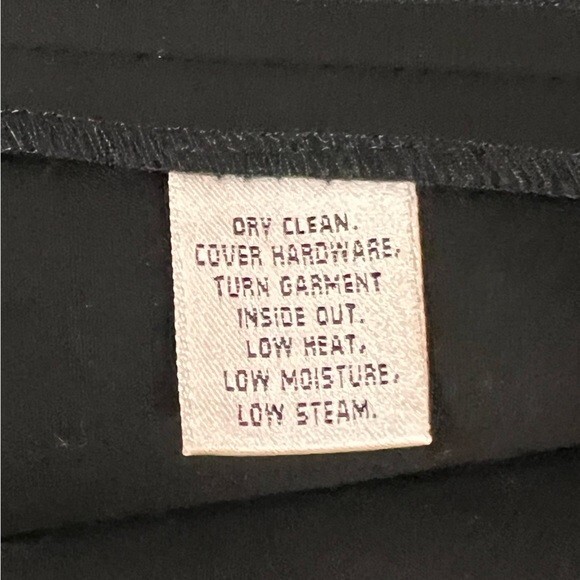 DRY CLEAN.
COVER HARDWARE,
TURN GARMENT
INSIDE OUT.
LOW HEAT,
LOW MOISTURE,
LOW STEAM.